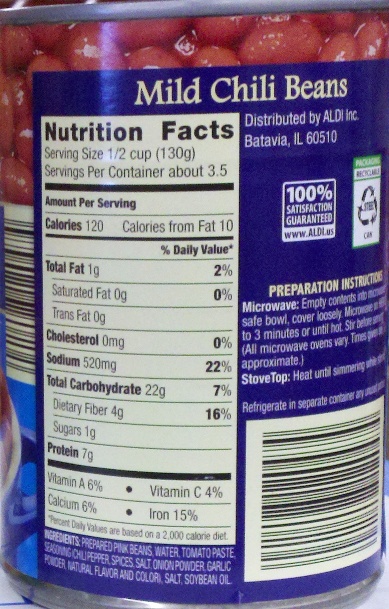 Mild Chili Beans
Distributed by ALDI Inc.
Batavia, IL 60510
Nutrition Facts
Serving Size 1/2 cup (130g)
Servings Per Container about 3.5
Amount Per Serving
Calories 120 Calories from Fat 10
% Daily Value*
Total Fat 1g 2%
Saturated Fat 0g 0%
Trans Fat 0g
Cholesterol 0mg 0%
Sodium 520mg 22%
Total Carbohydrate 22g 7%
Dietary Fiber 4g 16%
Sugars 1g
Protein 7g
Vitamin A 6% • Vitamin C 4%
Calcium 6% • Iron 15%
*Percent Daily Values are based on a 2,000 calorie diet.
INGREDIENTS: PREPARED PINK BEANS, WATER, TOMATO PASTE,
SEASONING (CHILI PEPPER, SPICES, SALT, ONION POWDER, GARLIC
POWDER, NATURAL FLAVOR AND COLOR), SALT, SOYBEAN OIL.
100%
SATISFACTION
GUARANTEED
www.ALDI.us
PACKAGING
RECYCLABLE
STEEL
CAN
PREPARATION INSTRUCTIO
Microwave: Empty contents into
safe bowl, cover loosely. Microwave
to 3 minutes or until hot. Stir before
(All microwave ovens vary. Times
approximate.)
StoveTop: Heat until simmering while
Refrigerate in separate container any